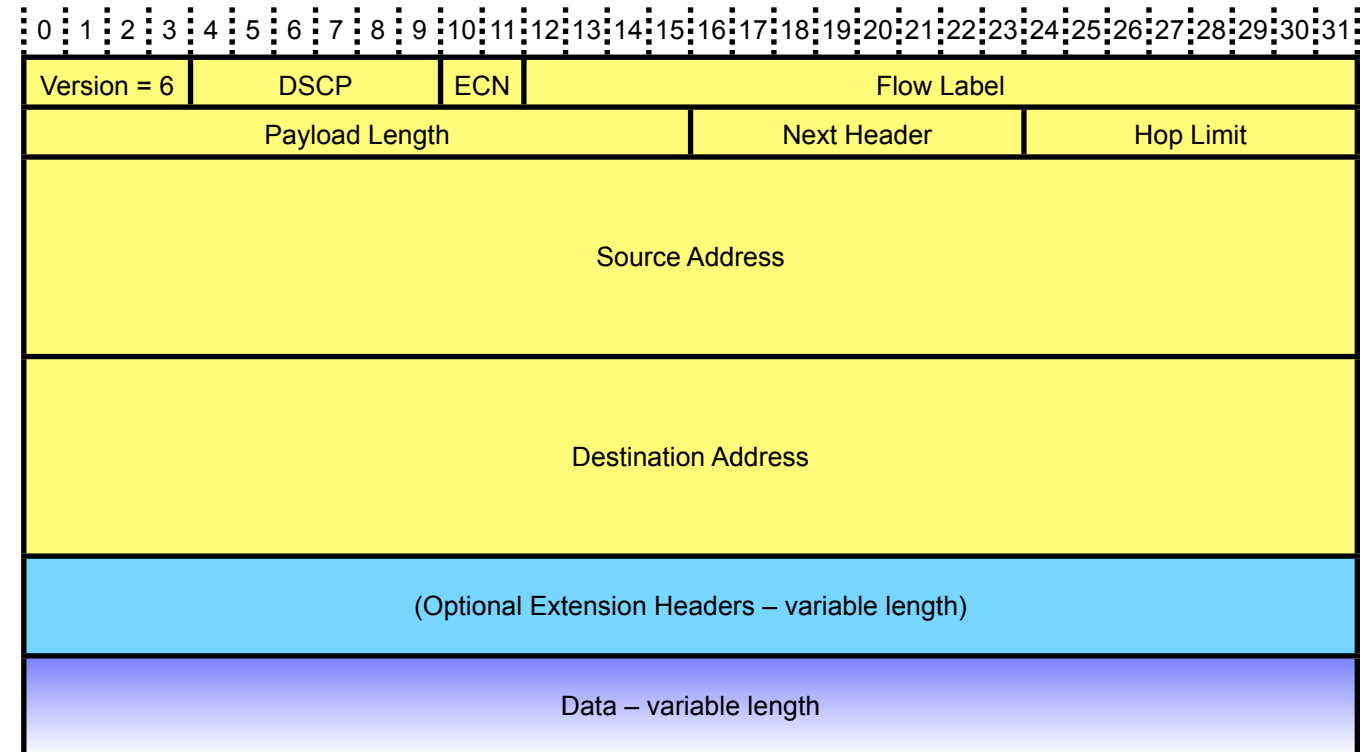 0 1 2 3 4 5 6 7 8 9 10 11 12 13 14 15 16 17 18 19 20 21 22 23 24 25 26 27 28 29 30 31
Version = 6 DSCP ECN Flow Label
Payload Length Next Header Hop Limit
Source Address
Destination Address
(Optional Extension Headers – variable length)
Data – variable length